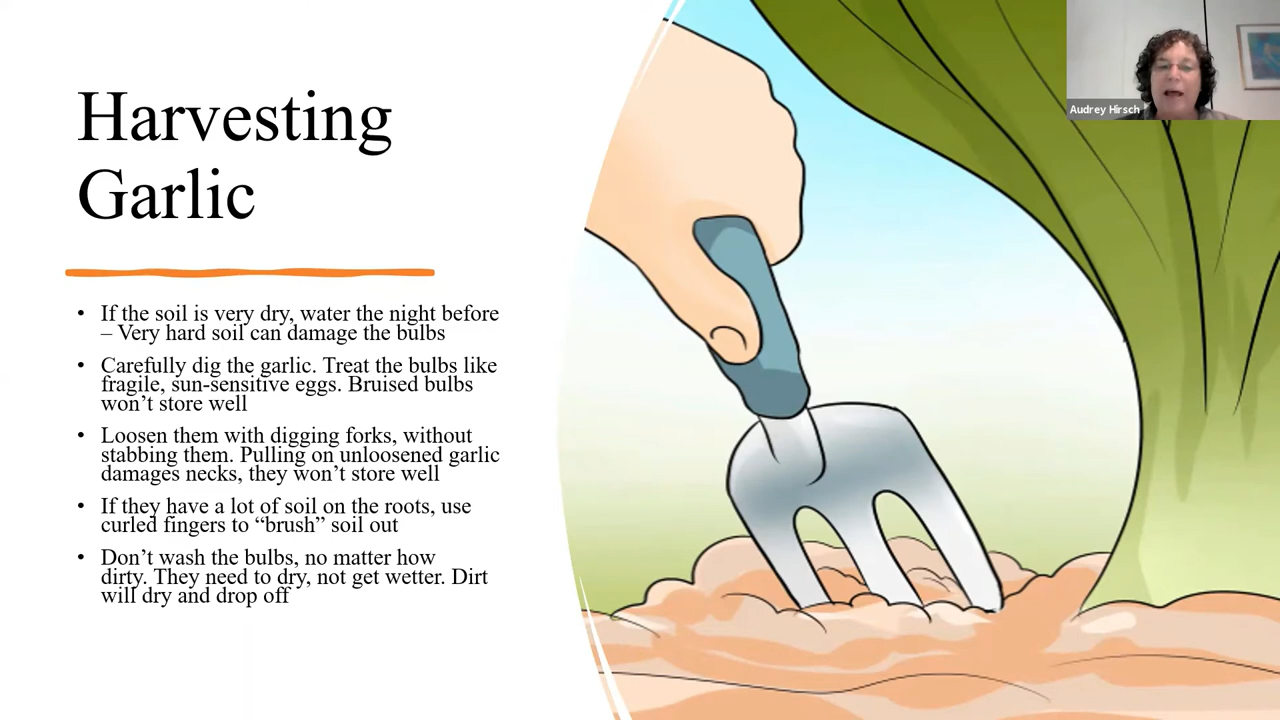 Harvesting
Garlic
• If the soil is very dry, water the night before
– Very hard soil can damage the bulbs
• Carefully dig the garlic. Treat the bulbs like
fragile, sun-sensitive eggs. Bruised bulbs
won’t store well
• Loosen them with digging forks, without
stabbing them. Pulling on unloosened garlic
damages necks, they won’t store well
• If they have a lot of soil on the roots, use
curled fingers to “brush” soil out
• Don’t wash the bulbs, no matter how
dirty. They need to dry, not get wetter. Dirt
will dry and drop off
Audrey Hirsch